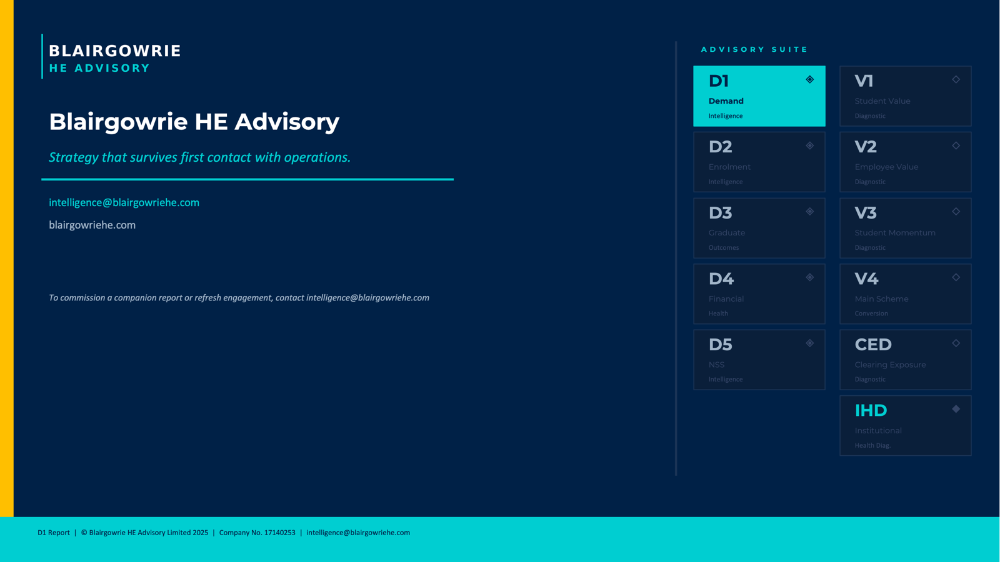 BLAIRGOWRIE
HE ADVISORY
Blairgowrie HE Advisory
Strategy that survives first contact with operations.
intelligence@blairgowriehe.com
blairgowriehe.com
To commission a companion report or refresh engagement, contact intelligence@blairgowriehe.com
ADVISORY SUITE
D1
Demand
Intelligence
V1
Student Value
Diagnostic
D2
Enrolment
Intelligence
V2
Employee Value
Diagnostic
D3
Graduate
Outcomes
V3
Student Momentum
Diagnostic
D4
Financial
Health
V4
Main Scheme
Conversion
D5
NSS
Intelligence
CED
Clearing Exposure
Diagnostic
IHD
Institutional
Health Diag.
D1 Report | © Blairgowrie HE Advisory Limited 2025 | Company No. 17140253 | intelligence@blairgowriehe.com